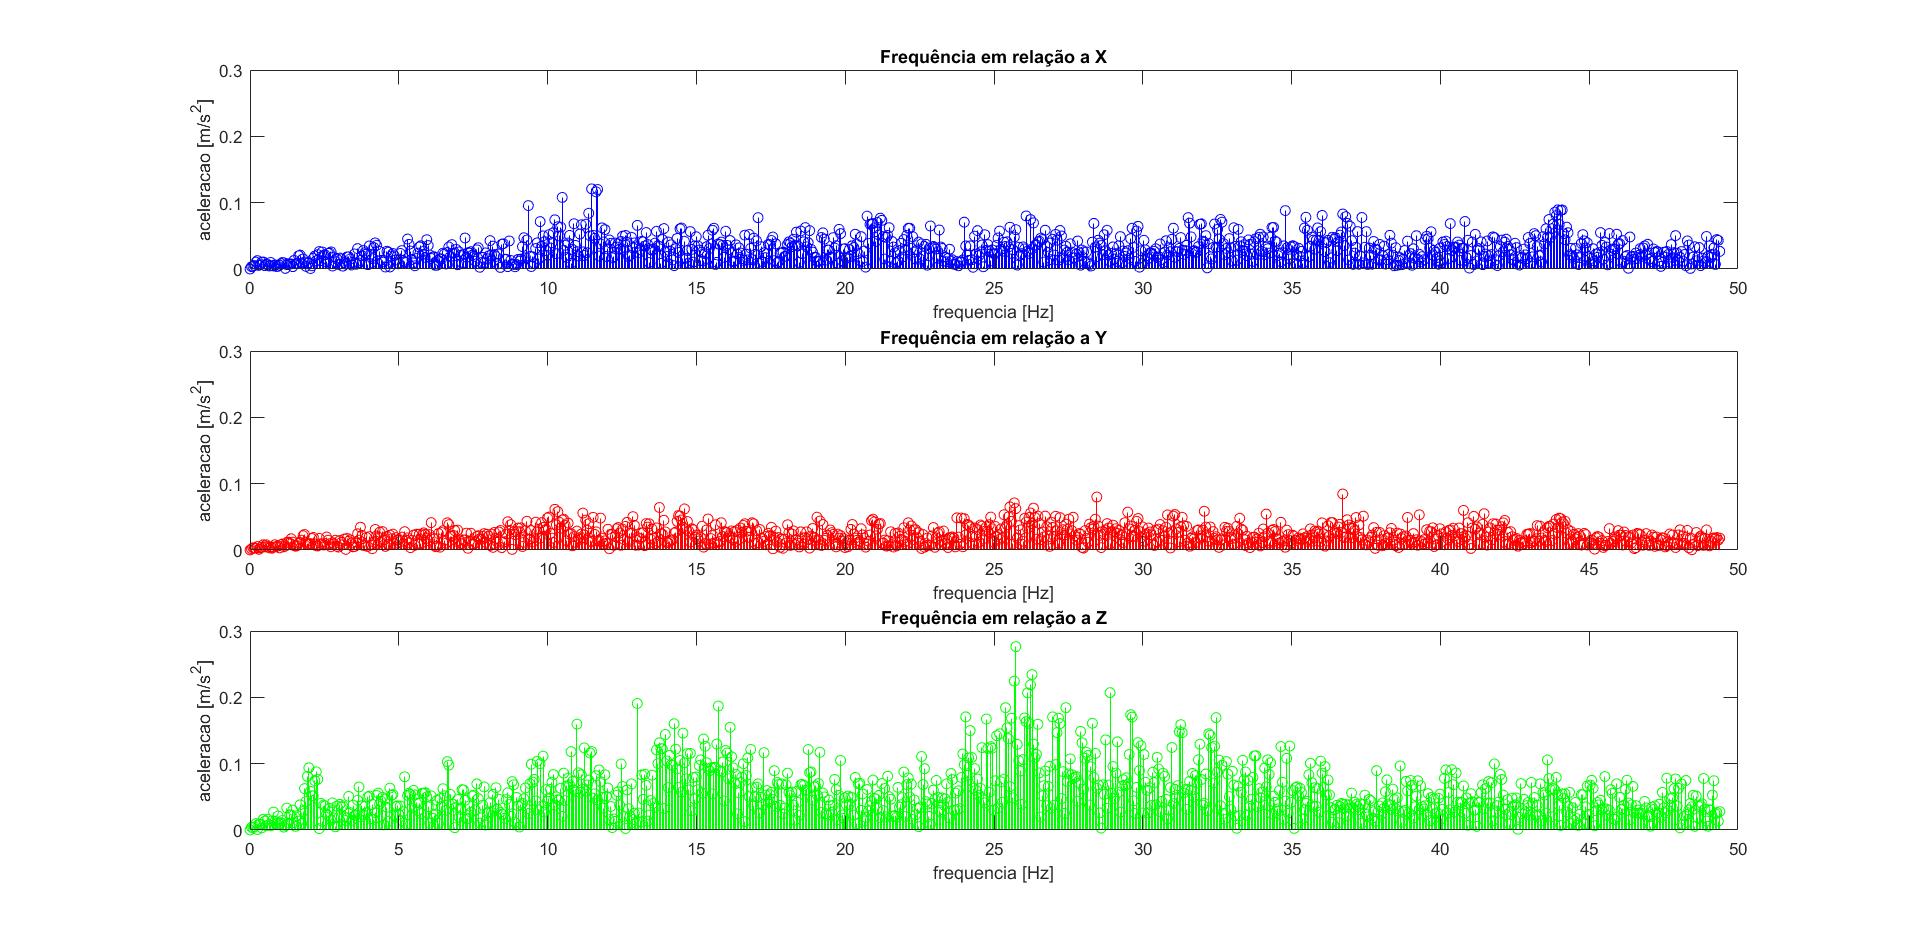 Frequência em relação a X
0.3
0.2
0.1
0
aceleracao [m/s²]
0 5 10 15 20 25 30 35 40 45 50
frequencia [Hz]
Frequência em relação a Y
0.3
0.2
0.1
0
aceleracao [m/s²]
0 5 10 15 20 25 30 35 40 45 50
frequencia [Hz]
Frequência em relação a Z
0.3
0.2
0.1
0
aceleracao [m/s²]
0 5 10 15 20 25 30 35 40 45 50
frequencia [Hz]